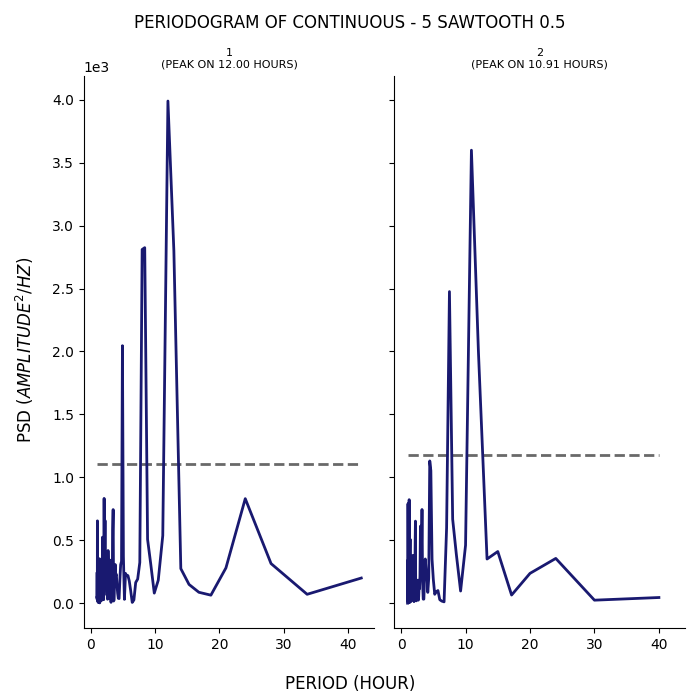 PERIODOGRAM OF CONTINUOUS - 5 SAWTOOTH 0.5
1
(PEAK ON 12.00 HOURS)
2
(PEAK ON 10.91 HOURS)
1e3
4.0
3.5
3.0
2.5
2.0
1.5
1.0
0.5
0.0
PSD (AMPLITUDE²/HZ)
0 10 20 30 40
0 10 20 30 40
PERIOD (HOUR)